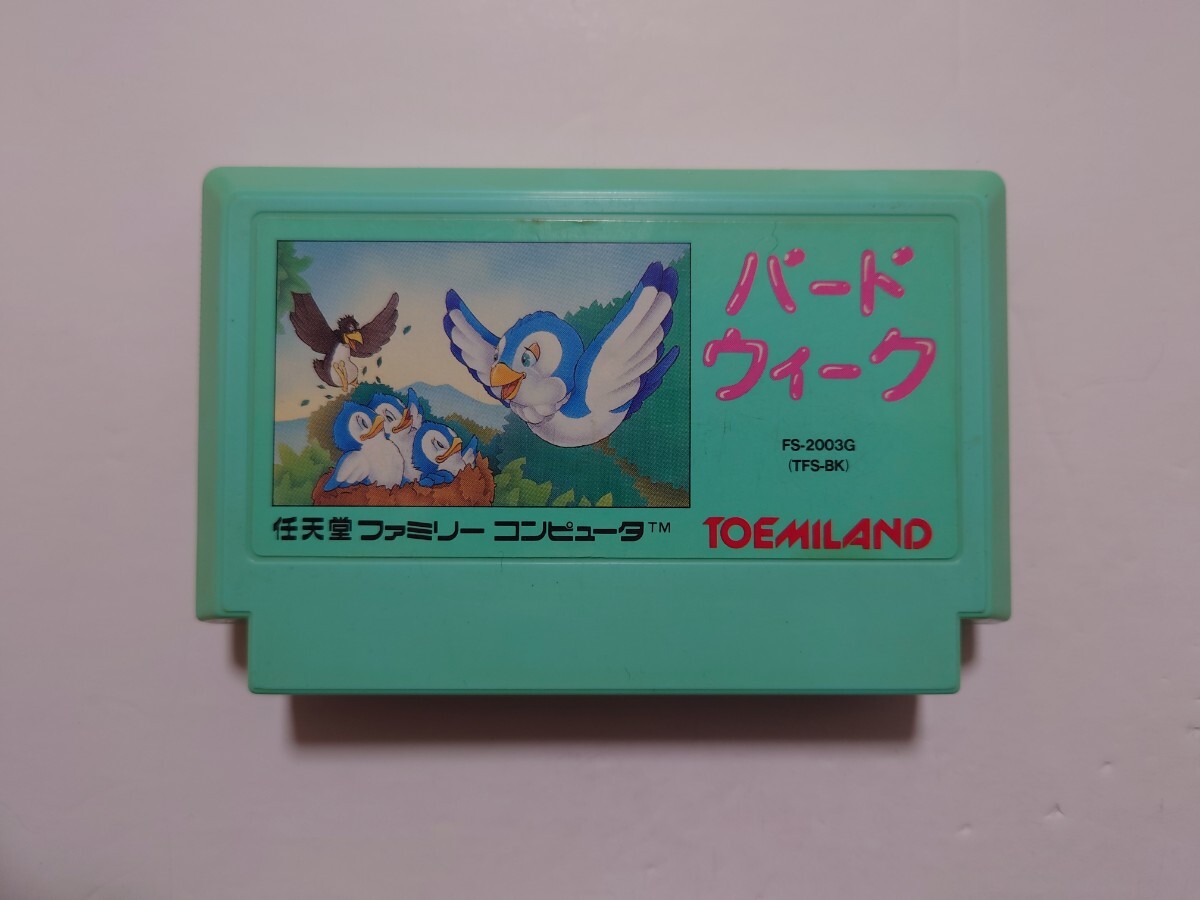 バード
ウィーク
FS-2003G
(TFS-BK)
任天堂 ファミリー コンピュータ™
TOEMILAND